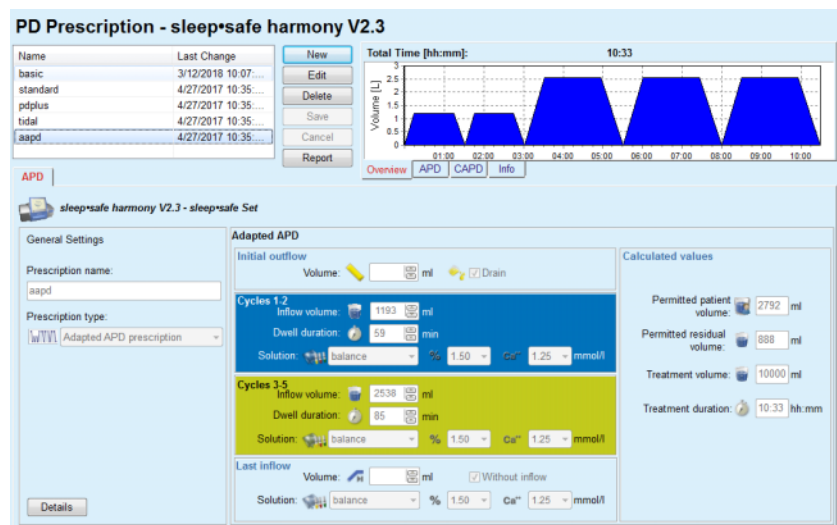 PD Prescription - sleep•safe harmony V2.3
Name Last Change
basic 3/12/2018 10:07:...
standard 4/27/2017 10:35:...
pdplus 4/27/2017 10:35:...
tidal 4/27/2017 10:35:...
aapd 4/27/2017 10:35:...
New
Edit
Delete
Save
Cancel
Report
Total Time [hh:mm]: 10:33
Volume [L]
3
2.5
2
1.5
1
0.5
0
01:00 02:00 03:00 04:00 05:00 06:00 07:00 08:00 09:00 10:00
Overview APD CAPD Info
APD
sleep•safe harmony V2.3 - sleep•safe Set
General Settings
Prescription name:
aapd
Prescription type:
Adapted APD prescription
Details
Adapted APD
Initial outflow
Volume: ml Drain
Cycles 1-2
Inflow volume: 1193 ml
Dwell duration: 59 min
Solution: balance % 1.50 Ca⁺⁺ 1.25 mmol/l
Cycles 3-5
Inflow volume: 2538 ml
Dwell duration: 85 min
Solution: balance % 1.50 Ca⁺⁺ 1.25 mmol/l
Last inflow
Volume: ml Without inflow
Solution: balance % 1.50 Ca⁺⁺ 1.25 mmol/l
Calculated values
Permitted patient
volume: 2792 ml
Permitted residual
volume: 888 ml
Treatment volume: 10000 ml
Treatment duration: 10:33 hh:mm